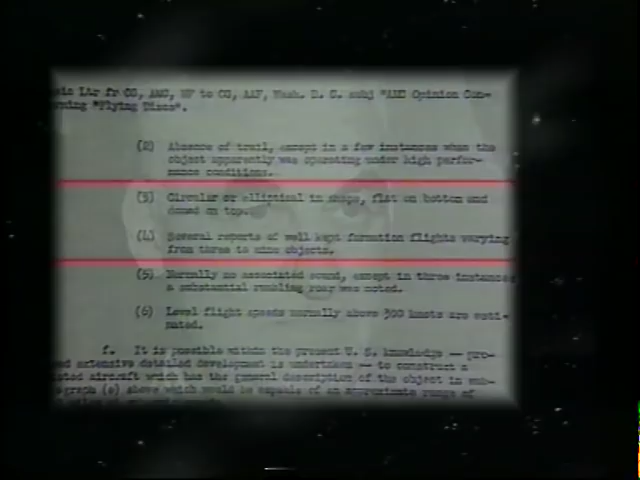 Ltr fr CG, AMC, WF to CG, AAF, Wash. D. C. subj "AMC Opinion Con-
"Flying Discs".
(2) Absence of trail, except in a few instances when the
object apparently was operating under high perfor-
mance conditions.
(3) Circular or elliptical in shape, flat on bottom and
domed on top.
(4) Several reports of well kept formation flights varying
from three to nine objects.
(5) Normally no associated sound, except in three instances
a substantial rumbling roar was noted.
(6) Level flight speeds normally above 300 knots are esti-
mated.
f. It is possible within the present U. S. knowledge -- pro-
extensive detailed development is undertaken -- to construct a
aircraft which has the general description of the object in sub-
graph (e) above which would be capable of an approximate range of